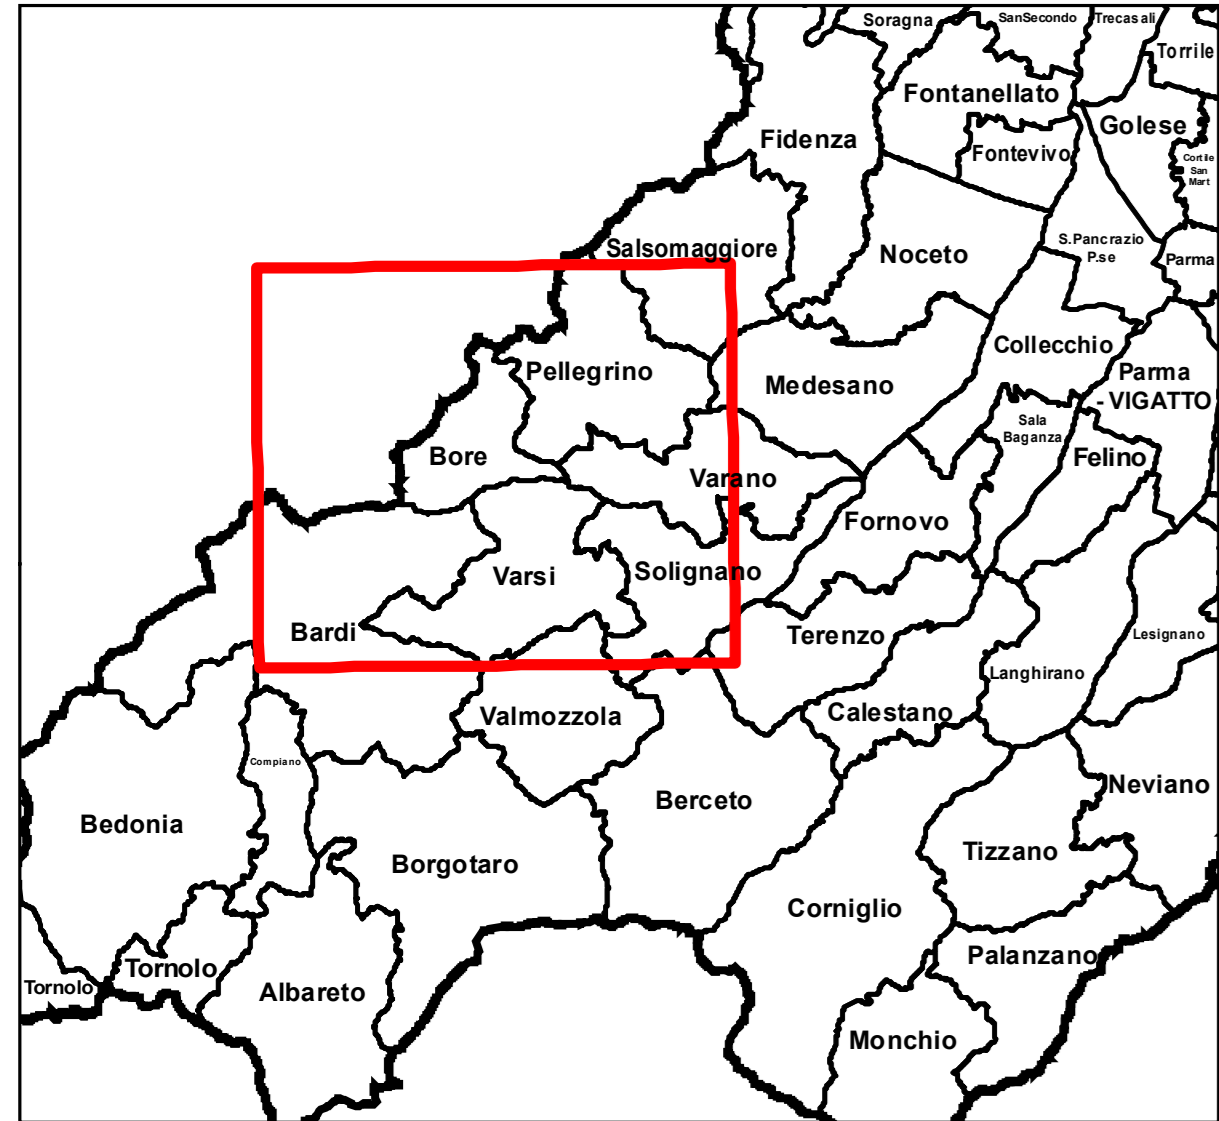 Soragna
SanSecondo
Trecasali
Torrile
Fontanellato
Golese
Fidenza
Fontevivo
Cortile
San
Mart
Salsomaggiore
Noceto
S.Pancrazio
P.se
Parma
Collecchio
Pellegrino
Medesano
Parma
- VIGATTO
Sala
Baganza
Bore
Felino
Varano
Fornovo
Varsi
Solignano
Bardi
Terenzo
Lesignano
Langhirano
Valmozzola
Calestano
Compiano
Neviano
Berceto
Bedonia
Tizzano
Borgotaro
Corniglio
Palanzano
Tornolo
Tornolo
Albareto
Monchio